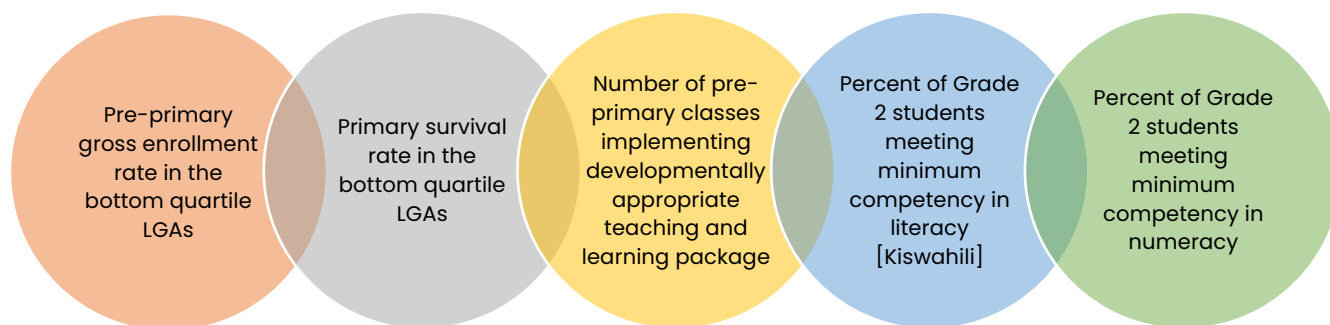 Pre-primary
gross enrollment
rate in the
bottom quartile
LGAs
Primary survival
rate in the
bottom quartile
LGAs
Number of pre-
primary classes
implementing
developmentally
appropriate
teaching and
learning package
Percent of Grade
2 students
meeting
minimum
competency in
literacy
[Kiswahili]
Percent of Grade
2 students
meeting
minimum
competency in
numeracy